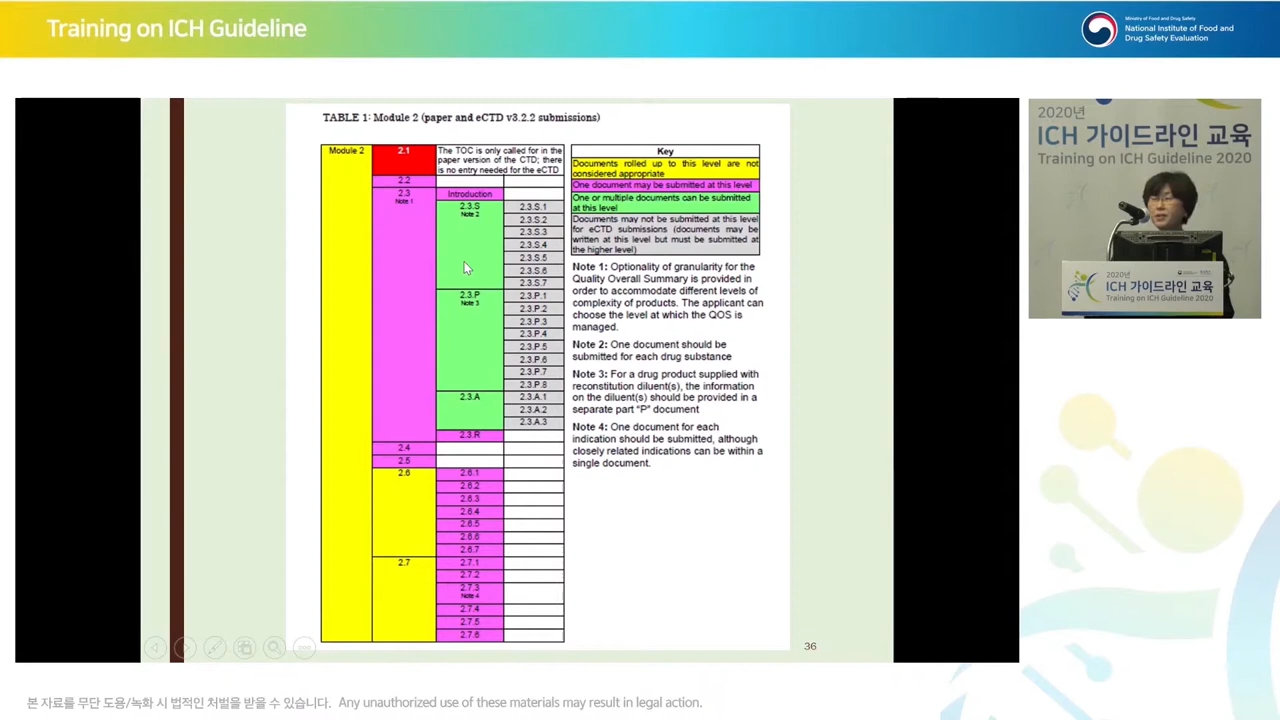 Training on ICH Guideline
Ministry of Food and Drug Safety
National Institute of Food and
Drug Safety Evaluation
TABLE 1: Module 2 (paper and eCTD v3.2.2 submissions)
Module 2
2.1
The TOC is only called for in the
paper version of the CTD; there
is no entry needed for the eCTD
2.2
2.3
Note 1
Introduction
2.3.S
Note 2
2.3.S.1
2.3.S.2
2.3.S.3
2.3.S.4
2.3.S.5
2.3.S.6
2.3.S.7
2.3.P
Note 3
2.3.P.1
2.3.P.2
2.3.P.3
2.3.P.4
2.3.P.5
2.3.P.6
2.3.P.7
2.3.P.8
2.3.A
2.3.A.1
2.3.A.2
2.3.A.3
2.3.R
2.4
2.5
2.6
2.6.1
2.6.2
2.6.3
2.6.4
2.6.5
2.6.6
2.6.7
2.7
2.7.1
2.7.2
2.7.3
Note 4
2.7.4
2.7.5
2.7.6
Key
Documents rolled up to this level are not
considered appropriate
One document may be submitted at this level
One or multiple documents can be submitted
at this level
Documents may not be submitted at this level
for eCTD submissions (documents may be
written at this level but must be submitted at
the higher level)
Note 1: Optionality of granularity for the
Quality Overall Summary is provided in
order to accommodate different levels of
complexity of products. The applicant can
choose the level at which the QOS is
managed.
Note 2: One document should be
submitted for each drug substance
Note 3: For a drug product supplied with
reconstitution diluent(s), the information
on the diluent(s) should be provided in a
separate part "P" document
Note 4: One document for each
indication should be submitted, although
closely related indications can be within a
single document.
36
2020년
ICH 가이드라인 교육
Training on ICH Guideline 2020
2020년
ICH 가이드라인 교육
Training on ICH Guideline 2020
본 자료를 무단 도용/녹화 시 법적인 처벌을 받을 수 있습니다. Any unauthorized use of these materials may result in legal action.